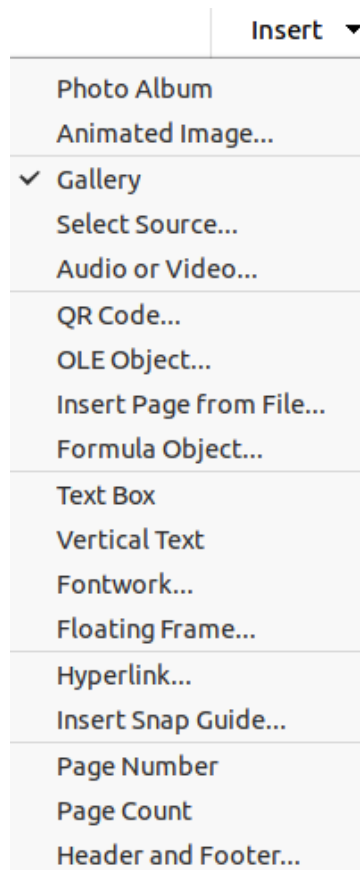 Insert
Photo Album
Animated Image...
Gallery
Select Source...
Audio or Video...
QR Code...
OLE Object...
Insert Page from File...
Formula Object...
Text Box
Vertical Text
Fontwork...
Floating Frame...
Hyperlink...
Insert Snap Guide...
Page Number
Page Count
Header and Footer...